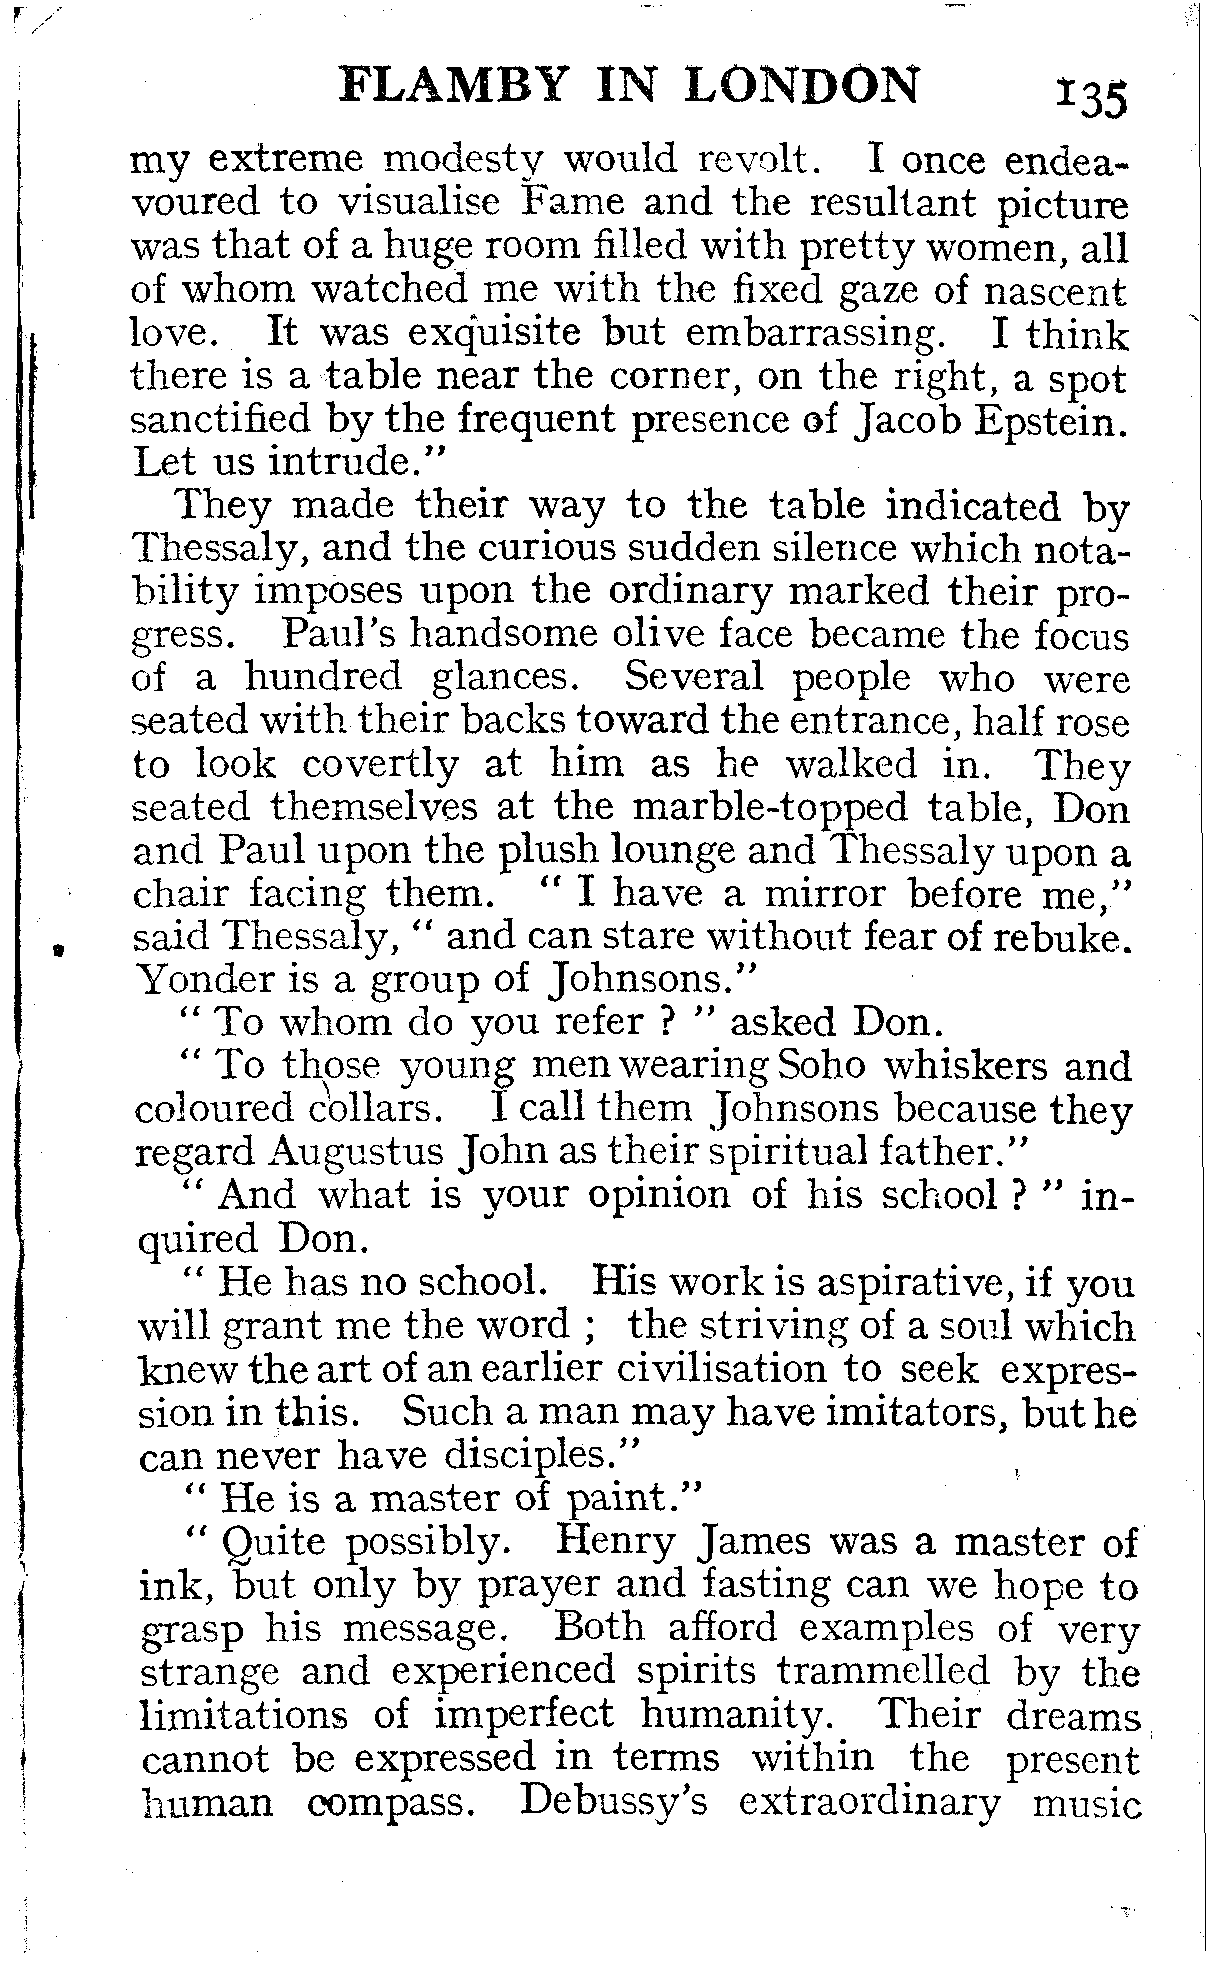 FLAMBY IN LONDON 135
my extreme modesty would revolt. I once endea-
voured to visualise Fame and the resultant picture
was that of a huge room filled with pretty women, all
of whom watched me with the fixed gaze of nascent
love. It was exquisite but embarrassing. I think
there is a table near the corner, on the right, a spot
sanctified by the frequent presence of Jacob Epstein.
Let us intrude."
They made their way to the table indicated by
Thessaly, and the curious sudden silence which nota-
bility imposes upon the ordinary marked their pro-
gress. Paul's handsome olive face became the focus
of a hundred glances. Several people who were
seated with their backs toward the entrance, half rose
to look covertly at him as he walked in. They
seated themselves at the marble-topped table, Don
and Paul upon the plush lounge and Thessaly upon a
chair facing them. " I have a mirror before me,"
said Thessaly, " and can stare without fear of rebuke.
Yonder is a group of Johnsons."
" To whom do you refer ? " asked Don.
" To those young men wearing Soho whiskers and
coloured collars. I call them Johnsons because they
regard Augustus John as their spiritual father."
" And what is your opinion of his school ? " in-
quired Don.
" He has no school. His work is aspirative, if you
will grant me the word ; the striving of a soul which
knew the art of an earlier civilisation to seek expres-
sion in this. Such a man may have imitators, but he
can never have disciples."
" He is a master of paint."
" Quite possibly. Henry James was a master of
ink, but only by prayer and fasting can we hope to
grasp his message. Both afford examples of very
strange and experienced spirits trammelled by the
limitations of imperfect humanity. Their dreams
cannot be expressed in terms within the present
human compass. Debussy's extraordinary music